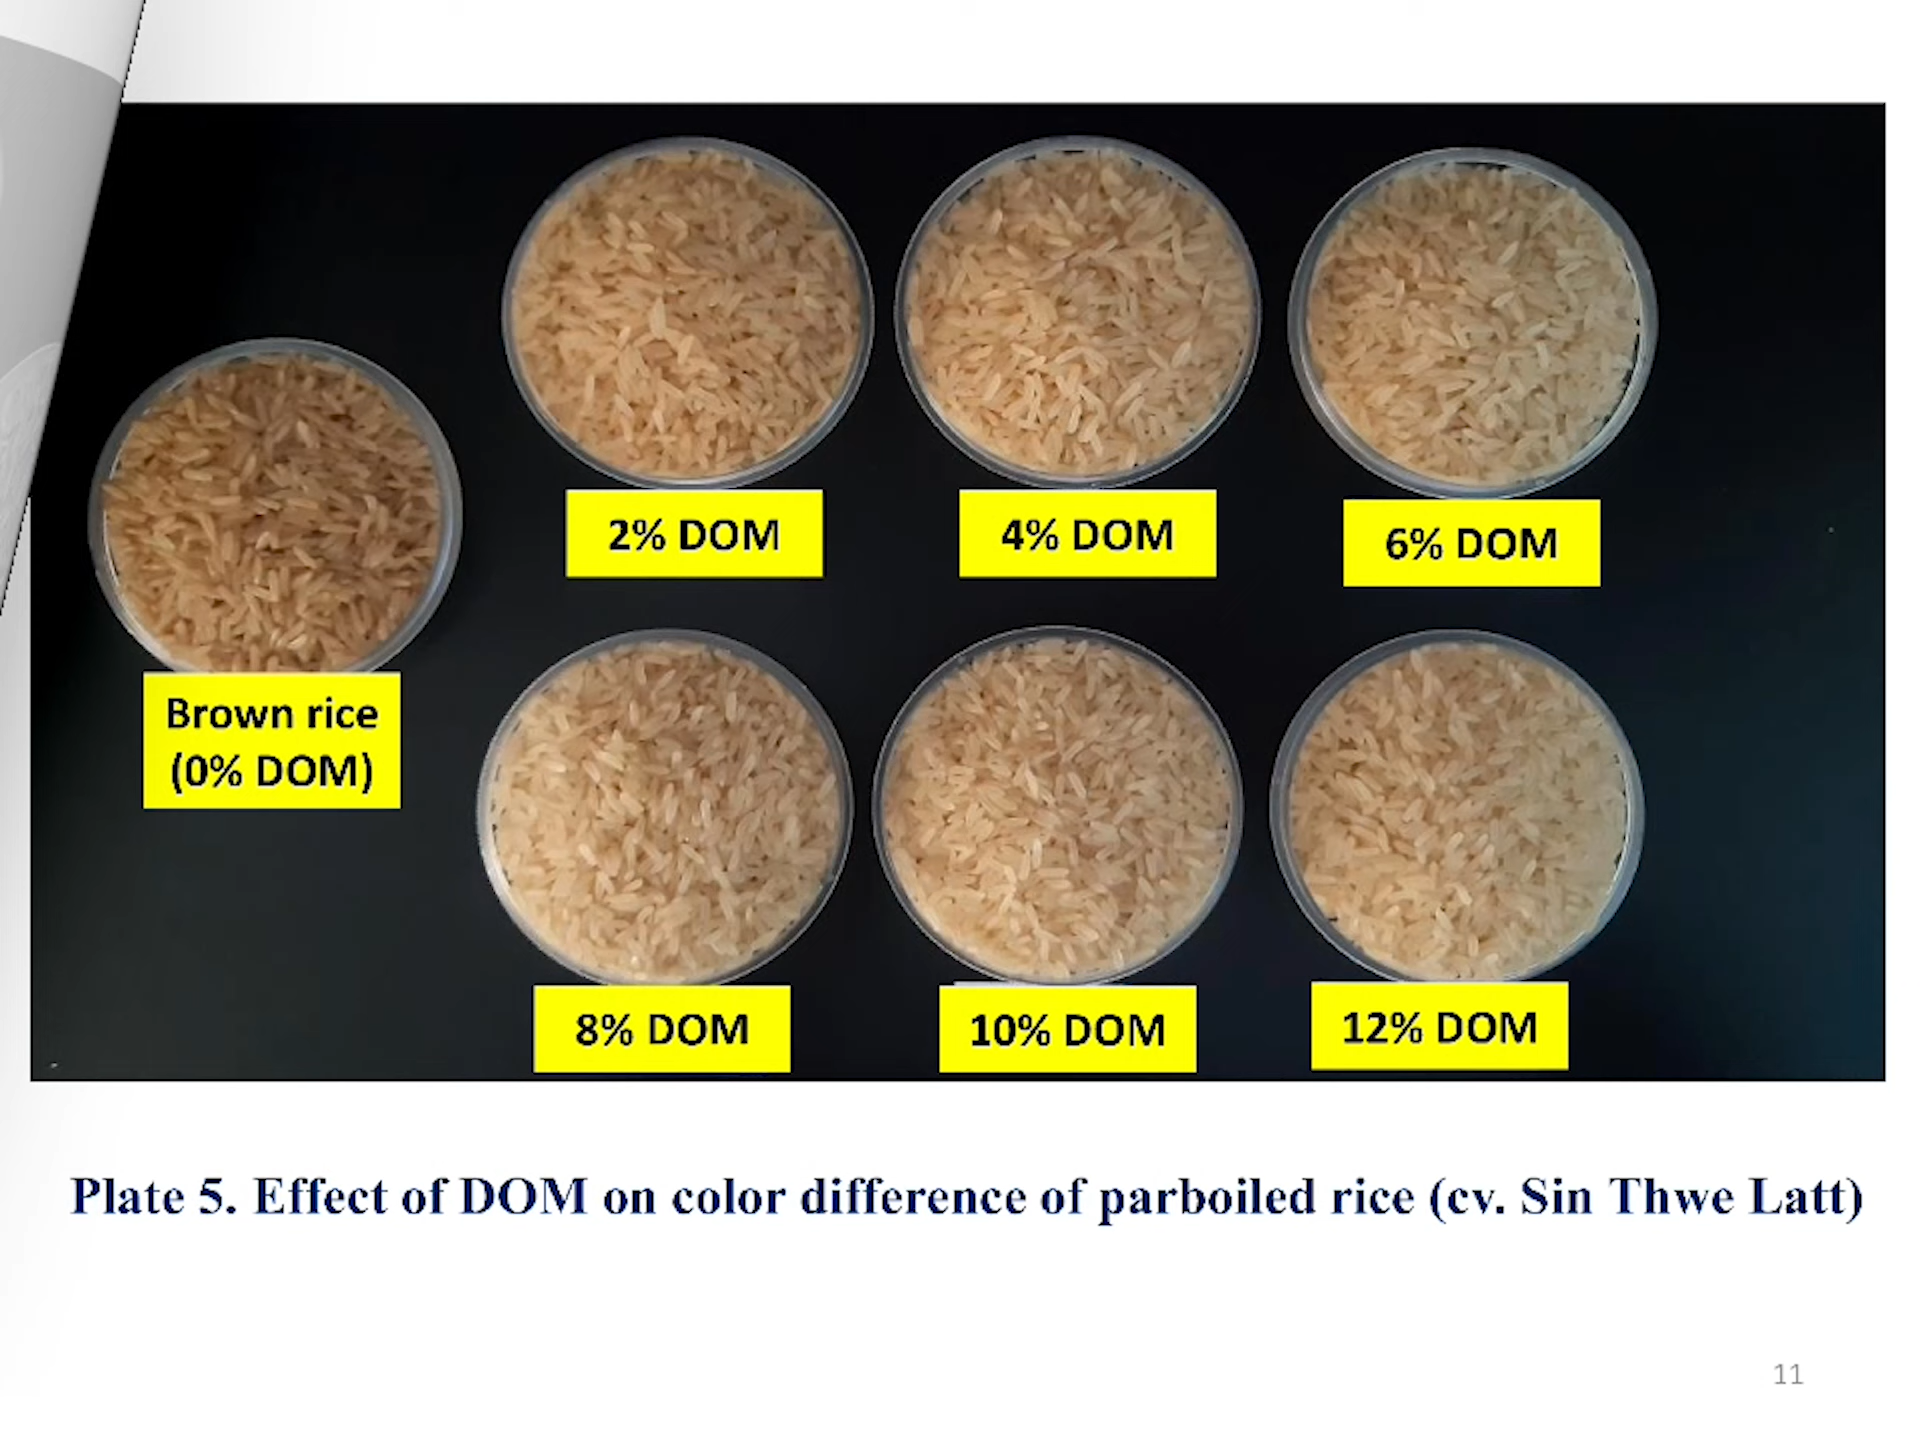 2% DOM
4% DOM
6% DOM
Brown rice
(0% DOM)
8% DOM
10% DOM
12% DOM
Plate 5. Effect of DOM on color difference of parboiled rice (cv. Sin Thwe Latt)
11